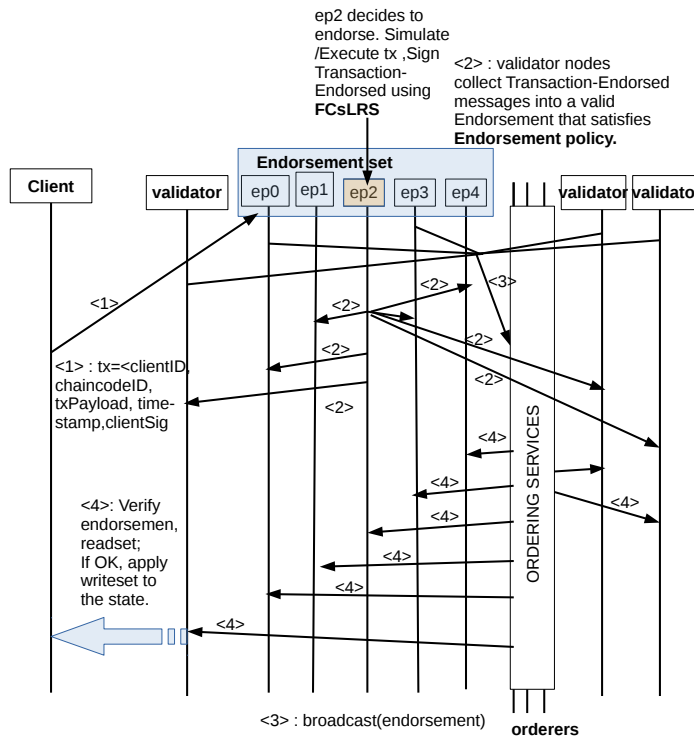 ep2 decides to
endorse. Simulate
/Execute tx ,Sign
Transaction-
Endorsed using
FCsLRS
<2> : validator nodes
collect Transaction-Endorsed
messages into a valid
Endorsement that satisfies
Endorsement policy.
Endorsement set
Client
validator
ep0
ep1
ep2
ep3
ep4
validator
validato
<1>
<3>
<2>
<2>
<2>
<2>
<2>
<2>
<1> : tx=<clientID,
chaincodeID,
txPayload, time-
stamp,clientSig
ORDERING SERVICES
<4>
<4>
<4>
<4>
<4>
<4>
<4>
<4>: Verify
endorsemen,
readset;
If OK, apply
writeset to
the state.
<3> : broadcast(endorsement)
orderers